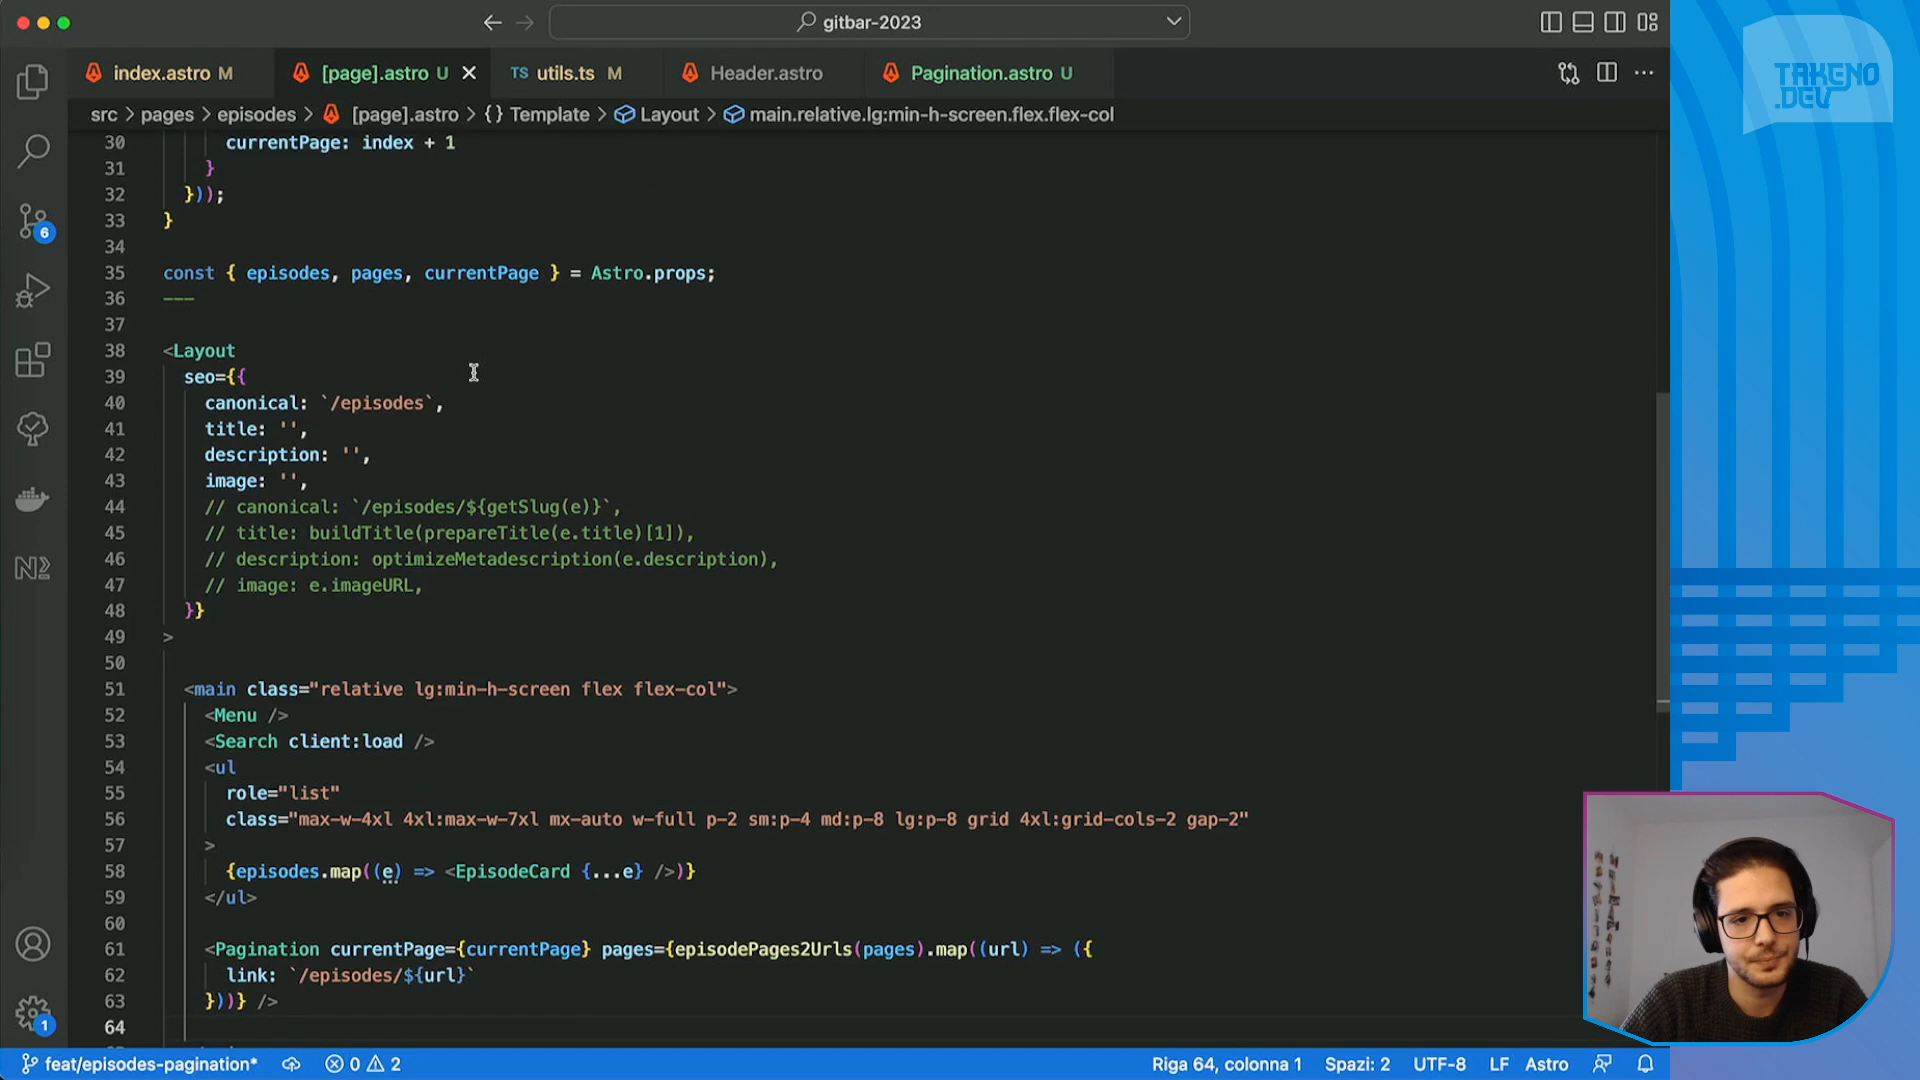 gitbar-2023
index.astro M
[page].astro U
TS utils.ts M
Header.astro
Pagination.astro U
TAKENO
.DEV
src > pages > episodes > [page].astro > {} Template > Layout > main.relative.lg:min-h-screen.flex.flex-col
30 currentPage: index + 1
31 }
32 }));
33 }
34
35 const { episodes, pages, currentPage } = Astro.props;
36 ---
37
38 <Layout
39 seo={{
40 canonical: `/episodes`,
41 title: '',
42 description: '',
43 image: '',
44 // canonical: `/episodes/${getSlug(e)}`,
45 // title: buildTitle(prepareTitle(e.title)[1]),
46 // description: optimizeMetadescription(e.description),
47 // image: e.imageURL,
48 }}
49 >
50
51 <main class="relative lg:min-h-screen flex flex-col">
52 <Menu />
53 <Search client:load />
54 <ul
55 role="list"
56 class="max-w-4xl 4xl:max-w-7xl mx-auto w-full p-2 sm:p-4 md:p-8 lg:p-8 grid 4xl:grid-cols-2 gap-2"
57 >
58 {episodes.map((e) => <EpisodeCard {...e} />)}
59 </ul>
60
61 <Pagination currentPage={currentPage} pages={episodePages2Urls(pages).map((url) => ({
62 link: `/episodes/${url}`
63 }))} />
64
6
1
feat/episodes-pagination*
0
2
Riga 64, colonna 1
Spazi: 2
UTF-8
LF
Astro